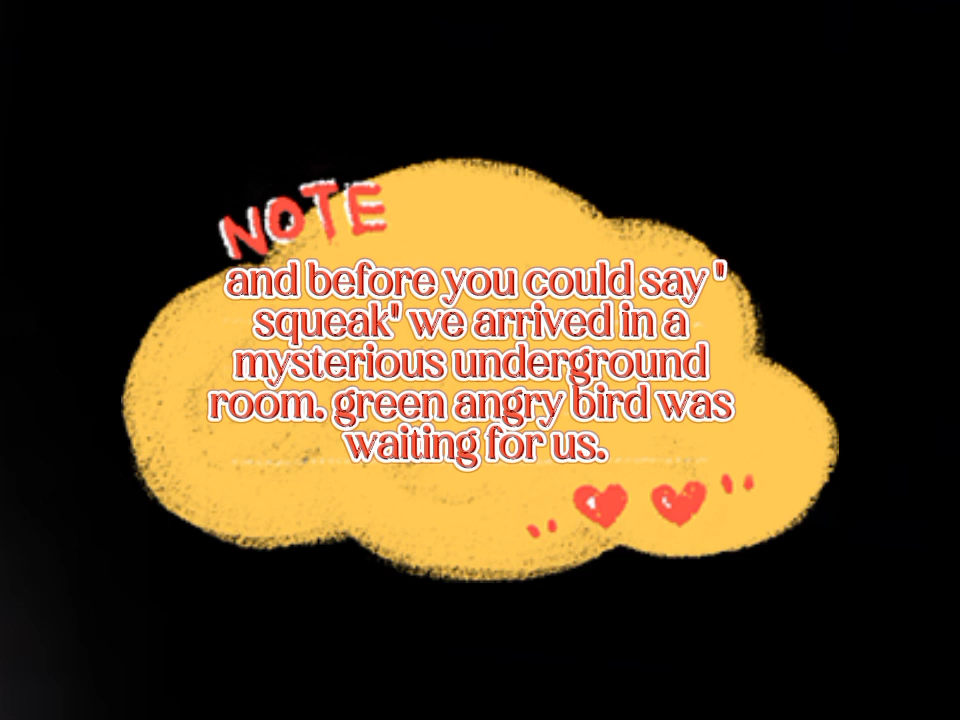 NOTE
and before you could say "
squeak" we arrived in a
mysterious underground
room. green angry bird was
waiting for us.